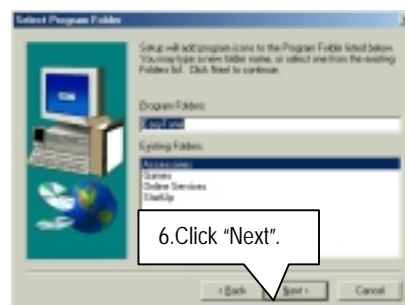 Select Program Folder
Setup will add program icons to the Program Folder listed below.
You may type a new folder name, or select one from the existing
Folders list. Click Next to continue.
Program Folders:
EasyTune
Existing Folders:
Accessories
Games
Online Services
StartUp
6.Click “Next”.
< Back
Next >
Cancel